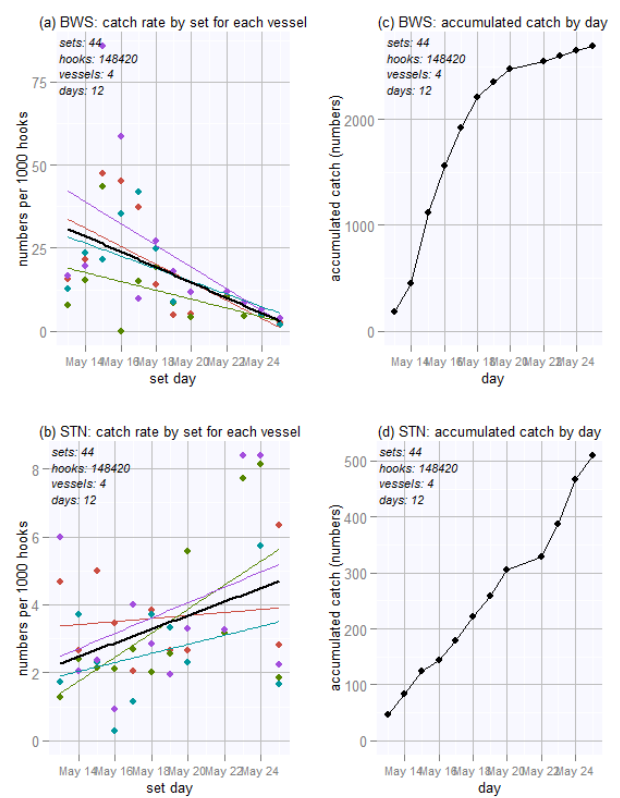 (a) BWS: catch rate by set for each vessel
sets: 44
hooks: 148420
vessels: 4
days: 12
numbers per 1000 hooks
75
50
25
0
May 14 May 16 May 18 May 20 May 22 May 24
set day
(c) BWS: accumulated catch by day
sets: 44
hooks: 148420
vessels: 4
days: 12
accumulated catch (numbers)
2000
1000
0
May 14 May 16 May 18 May 20 May 22 May 24
day
(b) STN: catch rate by set for each vessel
sets: 44
hooks: 148420
vessels: 4
days: 12
numbers per 1000 hooks
8
6
4
2
0
May 14 May 16 May 18 May 20 May 22 May 24
set day
(d) STN: accumulated catch by day
sets: 44
hooks: 148420
vessels: 4
days: 12
accumulated catch (numbers)
500
400
300
200
100
0
May 14 May 16 May 18 May 20 May 22 May 24
day